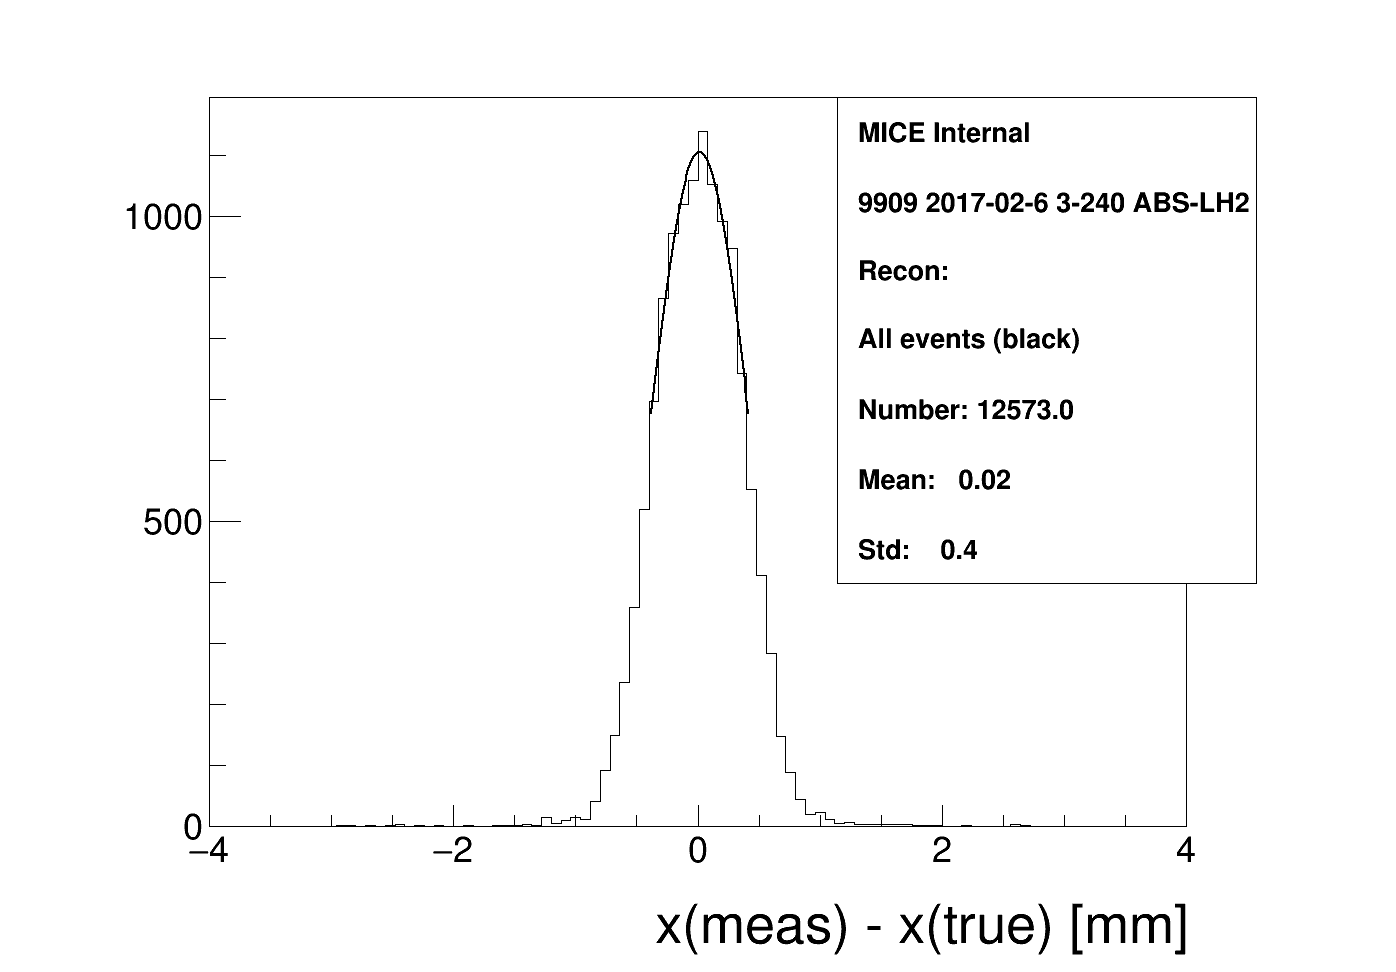 MICE Internal
9909 2017-02-6 3-240 ABS-LH2
Recon:
All events (black)
Number: 12573.0
Mean: 0.02
Std: 0.4
1000
500
0
−4 −2 0 2 4
x(meas) - x(true) [mm]